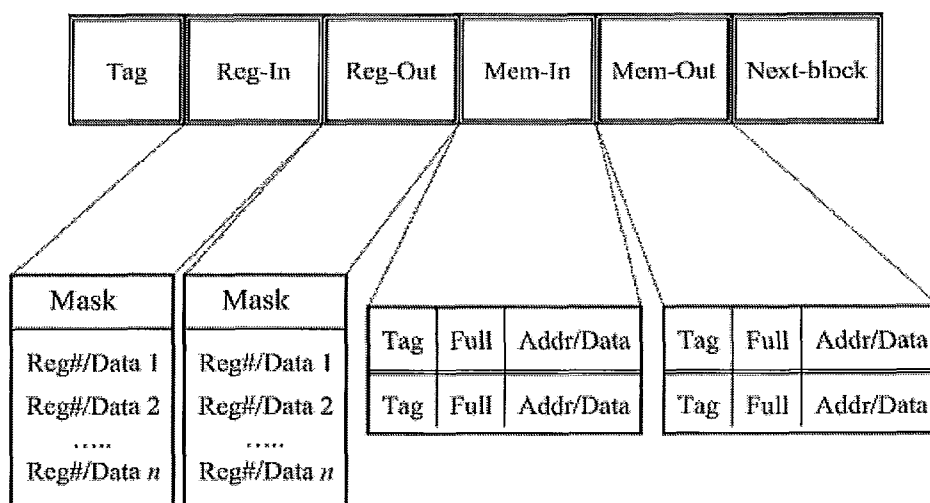 Tag Reg-In Reg-Out Mem-In Mem-Out Next-block
Mask
Reg#/Data 1
Reg#/Data 2
.....
Reg#/Data n
Mask
Reg#/Data 1
Reg#/Data 2
.....
Reg#/Data n
Tag Full Addr/Data
Tag Full Addr/Data
Tag Full Addr/Data
Tag Full Addr/Data